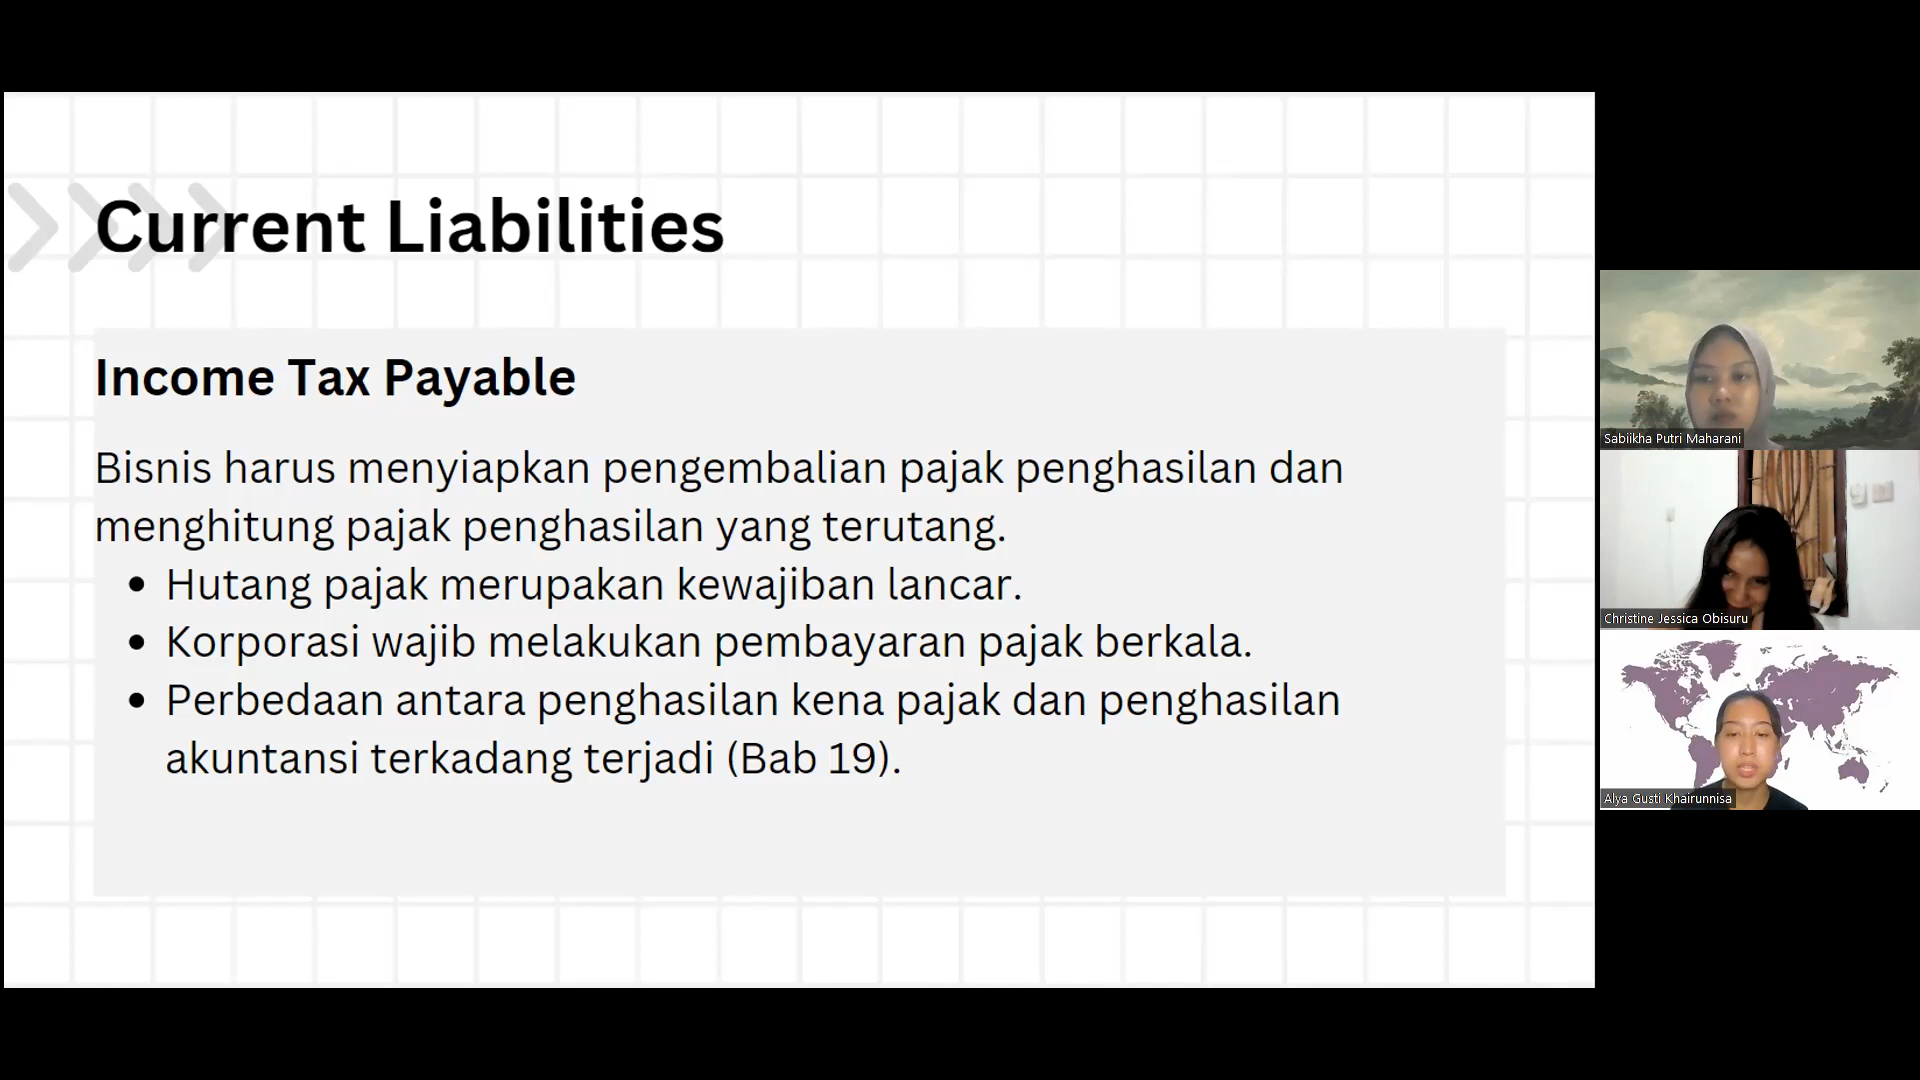 Current Liabilities
Income Tax Payable
Bisnis harus menyiapkan pengembalian pajak penghasilan dan
menghitung pajak penghasilan yang terutang.
• Hutang pajak merupakan kewajiban lancar.
• Korporasi wajib melakukan pembayaran pajak berkala.
• Perbedaan antara penghasilan kena pajak dan penghasilan
akuntansi terkadang terjadi (Bab 19).
Sabiikha Putri Maharani
Christine Jessica Obisuru
Alya Gusti Khairunnisa